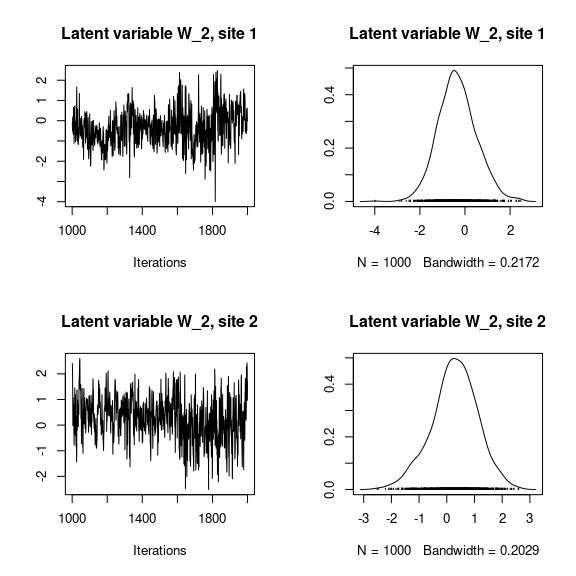 Latent variable W_2, site 1
Latent variable W_2, site 1
2
1
0
-2
-4
1000 1400 1800
Iterations
0.4
0.2
0.0
-4 -2 0 2
N = 1000 Bandwidth = 0.2172
Latent variable W_2, site 2
Latent variable W_2, site 2
2
1
0
-1
-2
1000 1400 1800
Iterations
0.4
0.2
0.0
-3 -2 -1 0 1 2 3
N = 1000 Bandwidth = 0.2029